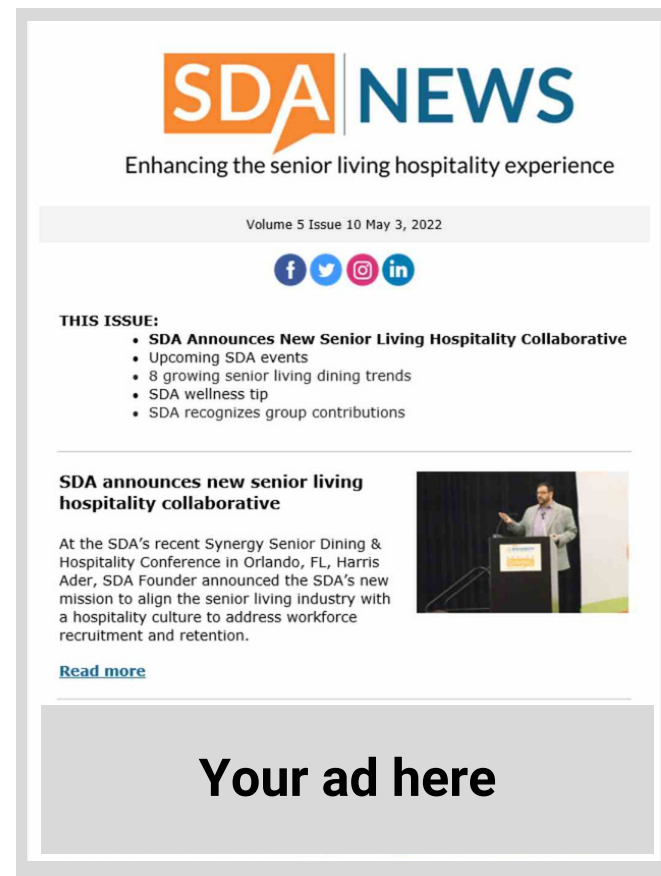 SDA NEWS
Enhancing the senior living hospitality experience
Volume 5 Issue 10 May 3, 2022
THIS ISSUE:
• SDA Announces New Senior Living Hospitality Collaborative
• Upcoming SDA events
• 8 growing senior living dining trends
• SDA wellness tip
• SDA recognizes group contributions
SDA announces new senior living
hospitality collaborative
At the SDA's recent Synergy Senior Dining &
Hospitality Conference in Orlando, FL, Harris
Ader, SDA Founder announced the SDA's new
mission to align the senior living industry with
a hospitality culture to address workforce
recruitment and retention.
Read more
Your ad here